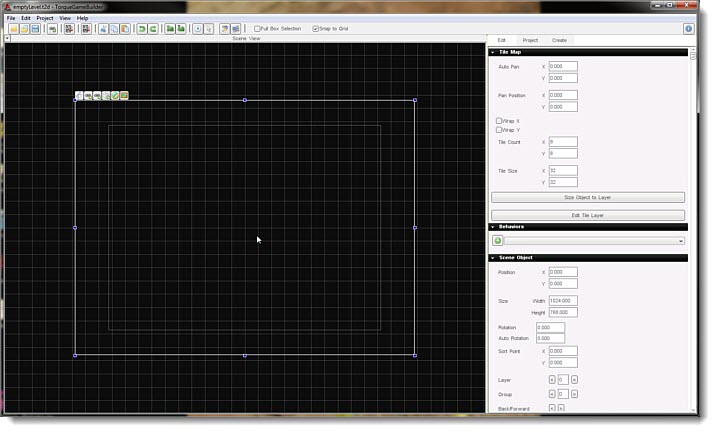 emptyLevel.t2d - TorqueGameBuilder
File Edit Project View Help
Full Box Selection Snap to Grid
Scene View
Edit Project Create
Tile Map
Auto Pan X 0.000
Y 0.000
Pan Position X 0.000
Y 0.000
Wrap X
Wrap Y
Tile Count X 8
Y 8
Tile Size X 32
Y 32
Size Object to Layer
Edit Tile Layer
Behaviors
Scene Object
Position X 0.000
Y 0.000
Size Width 1024.000
Height 768.000
Rotation 0.000
Auto Rotation 0.000
Sort Point X 0.000
Y 0.000
Layer < 0 >
Group < 0 >
Back/Forward